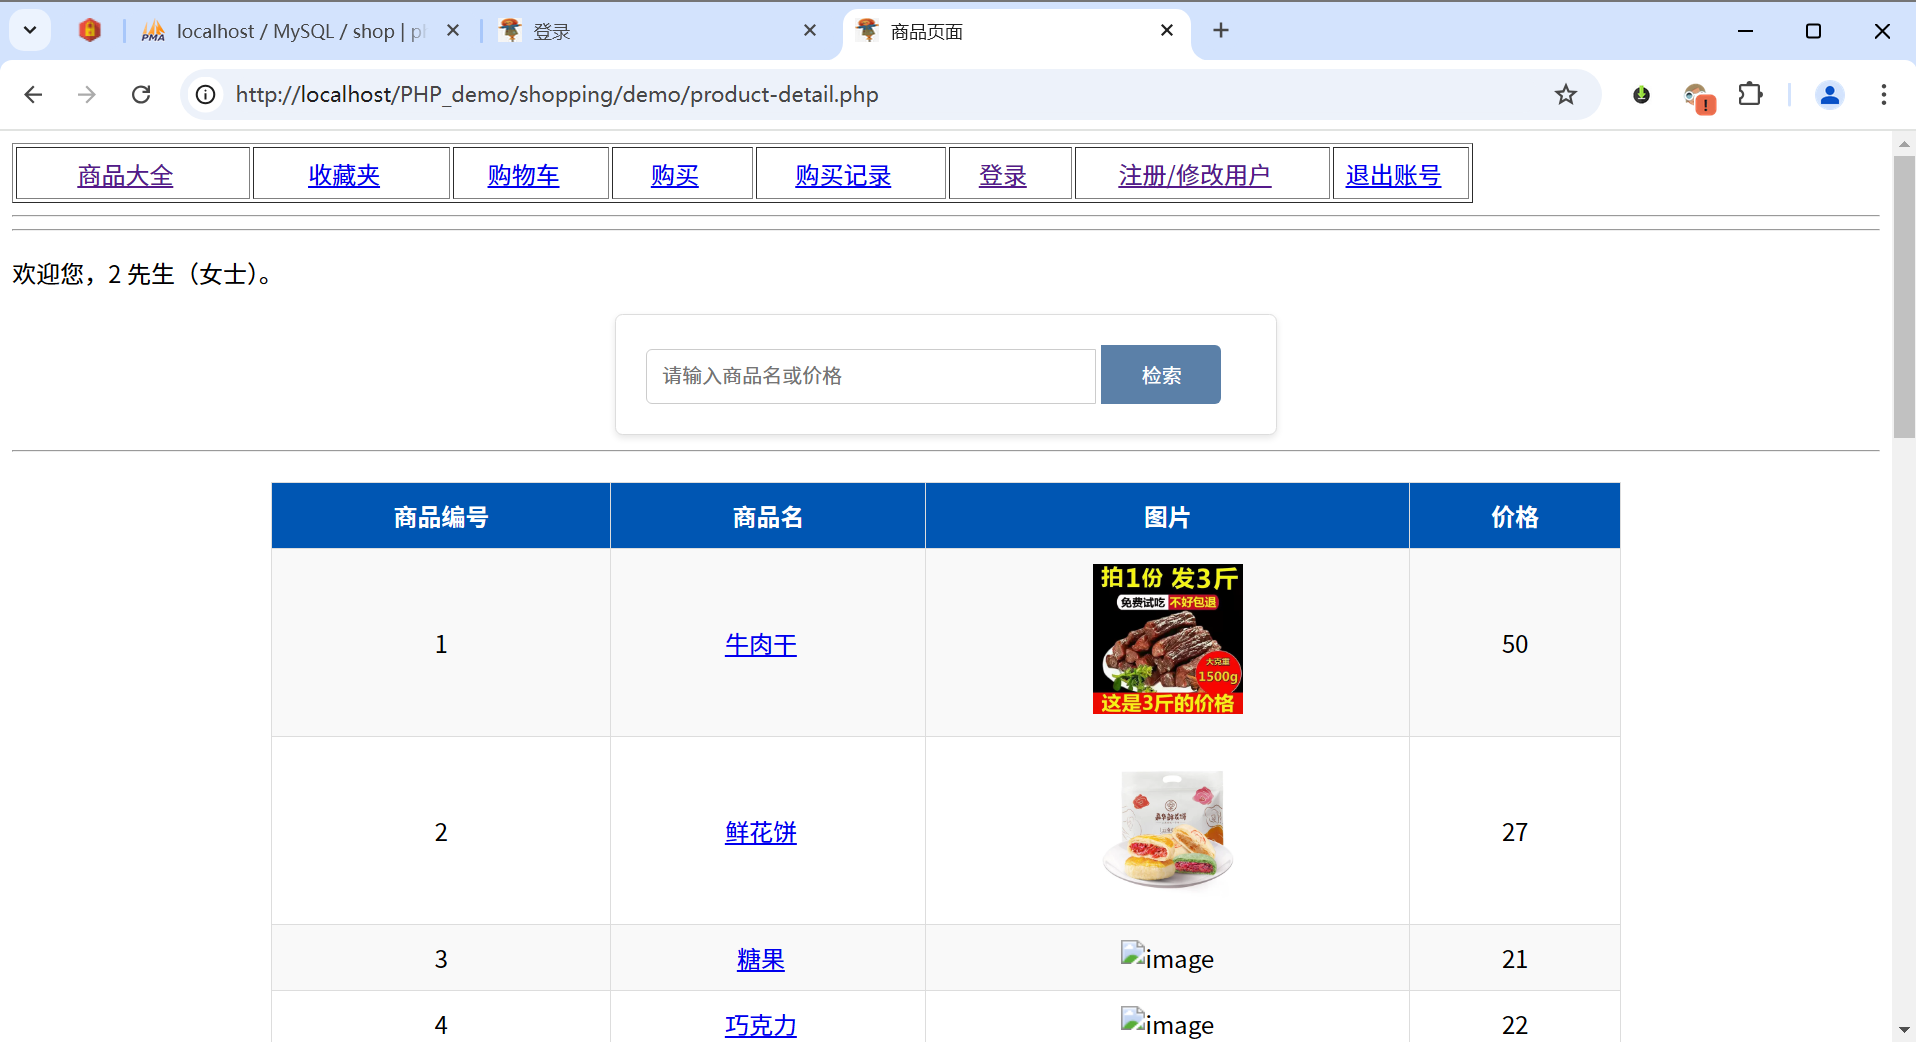 localhost / MySQL / shop | ph
登录
商品页面
http://localhost/PHP_demo/shopping/demo/product-detail.php
商品大全 收藏夹 购物车 购买 购买记录 登录 注册/修改用户 退出账号
欢迎您，2 先生（女士）。
请输入商品名或价格 检索
商品编号 商品名 图片 价格
拍1份 发3斤
免费试吃 不好包退
大克重
1500g
这是3斤的价格
1 牛肉干 50
2 鲜花饼 27
3 糖果 image 21
4 巧克力 image 22